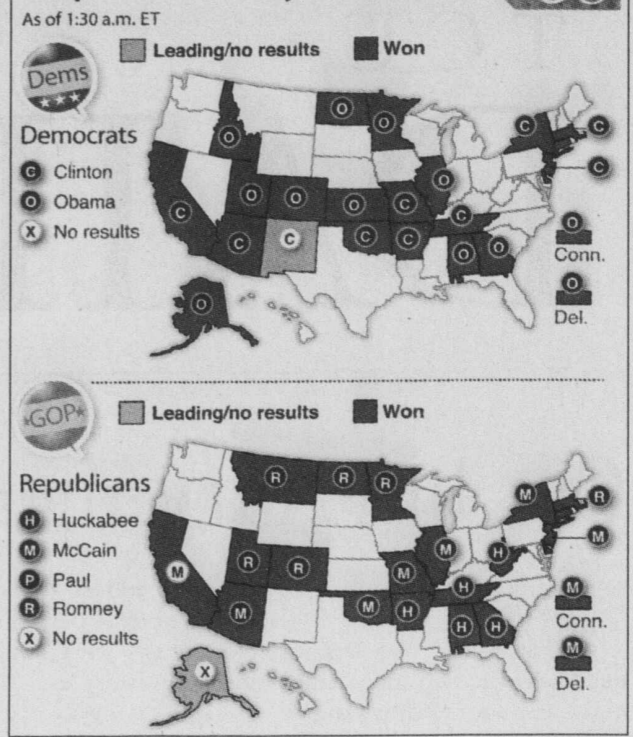 As of 1:30 a.m. ET
Leading/no results
Won
Dems
Democrats
C Clinton
O Obama
X No results
O
O
O
O
C
C
O
O
O
O
C
C
C
C
C
C
C
O
O
O
O
Conn.
O
Del.
GOP
Leading/no results
Won
Republicans
H Huckabee
M McCain
P Paul
R Romney
X No results
R
R
R
M
R
M
R
R
M
H
M
M
H
M
M
H
H
H
X
M
Conn.
M
Del.